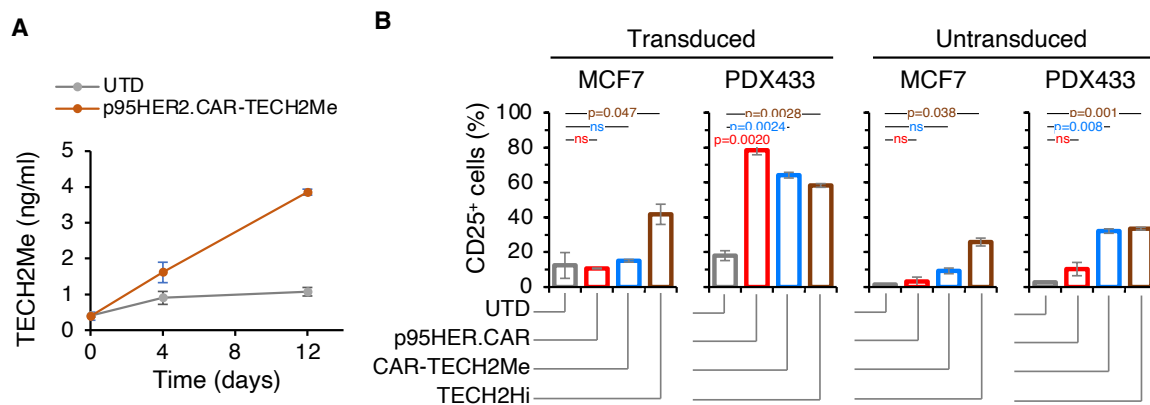 A
UTD
p95HER2.CAR-TECH2Me
TECH2Me (ng/ml)
5
4
3
2
1
0
0 4 8 12
Time (days)
B
Transduced Untransduced
MCF7 PDX433 MCF7 PDX433
CD25+ cells (%)
100
80
60
40
20
0
p=0.047
ns
ns
p=0.0028
p=0.0024
p=0.0020
p=0.038
ns
ns
p=0.001
p=0.008
ns
UTD
p95HER.CAR
CAR-TECH2Me
TECH2Hi